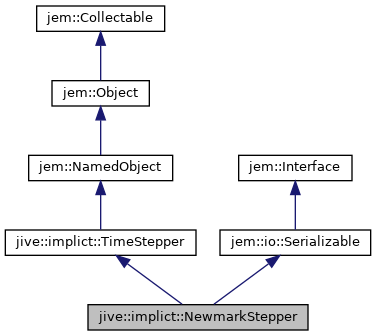 jem::Collectable
jem::Object
jem::NamedObject
jem::Interface
jive::implict::TimeStepper
jem::io::Serializable
jive::implict::NewmarkStepper